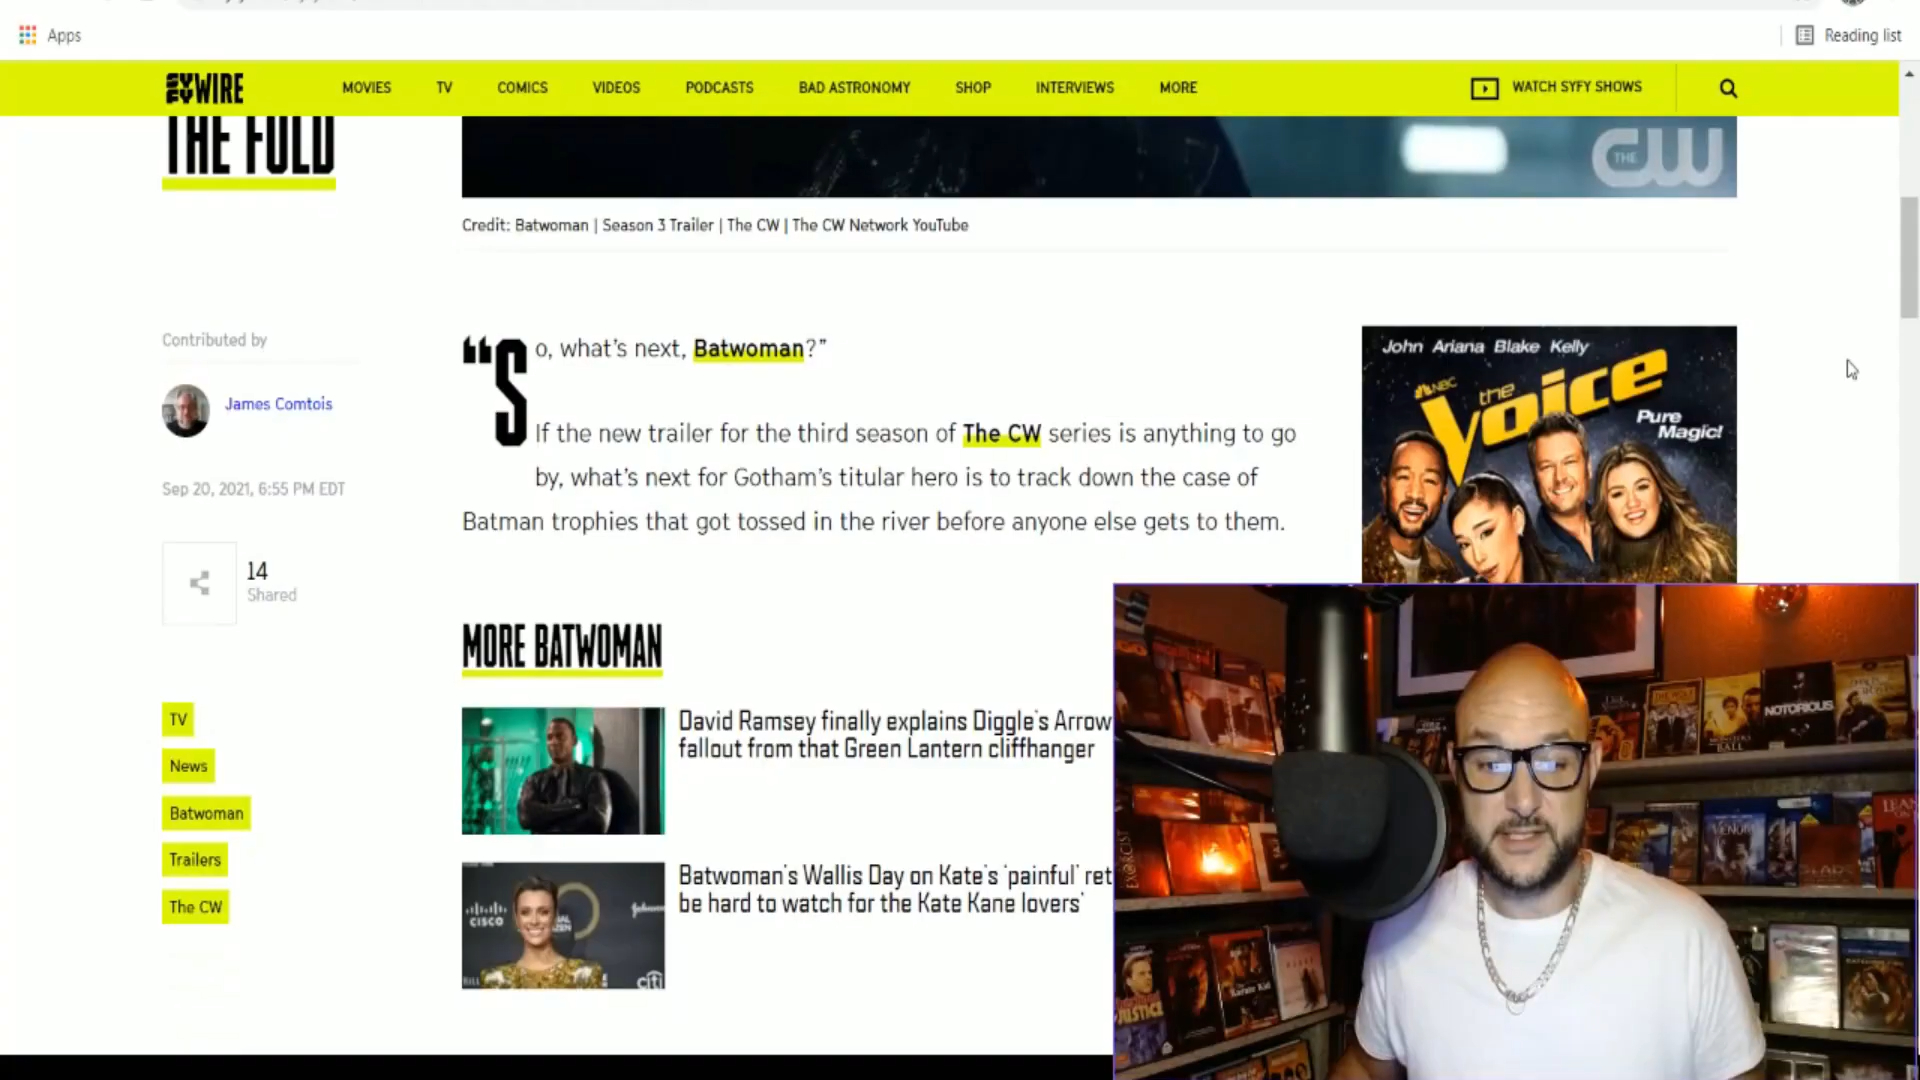 Apps
Reading list
SYFY WIRE
MOVIES
TV
COMICS
VIDEOS
PODCASTS
BAD ASTRONOMY
SHOP
INTERVIEWS
MORE
WATCH SYFY SHOWS
THE FOLD
THE CW
Credit: Batwoman | Season 3 Trailer | The CW | The CW Network YouTube
Contributed by
James Comtois
Sep 20, 2021, 6:55 PM EDT
14
Shared
TV
News
Batwoman
Trailers
The CW
“So, what’s next, Batwoman?”
If the new trailer for the third season of The CW series is anything to go
by, what’s next for Gotham’s titular hero is to track down the case of
Batman trophies that got tossed in the river before anyone else gets to them.
John Ariana Blake Kelly
NBC
the
Voice
Pure
Magic!
MORE BATWOMAN
David Ramsey finally explains Diggle's Arrow
fallout from that Green Lantern cliffhanger
Batwoman's Wallis Day on Kate's 'painful' ret
be hard to watch for the Kate Kane lovers'
CISCO
citi
NOTORIOUS
VENOM
EXORCIST
JUSTICE